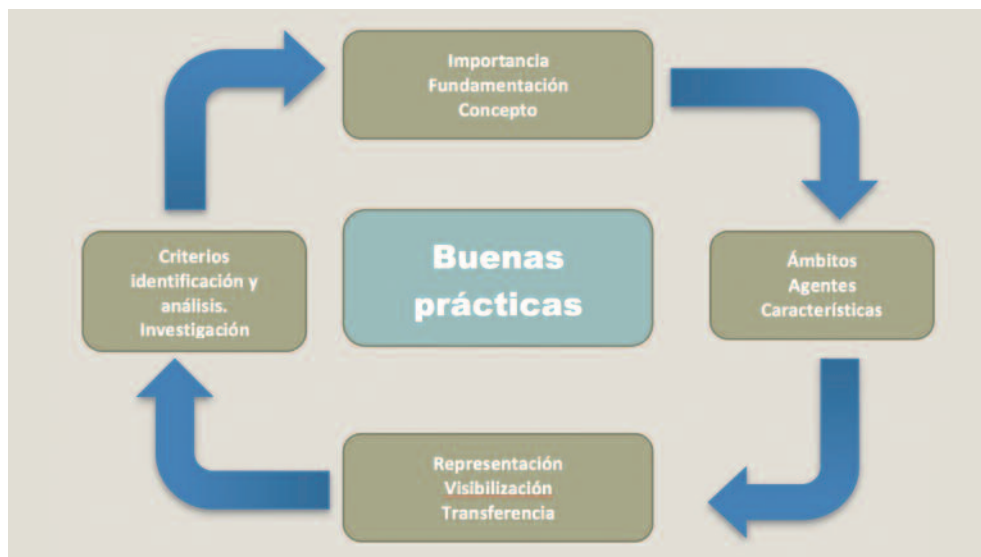 Importancia
Fundamentación
Concepto
Buenas
prácticas
Ámbitos
Agentes
Características
Representación
Visibilización
Transferencia
Criterios
identificación y
análisis.
Investigación